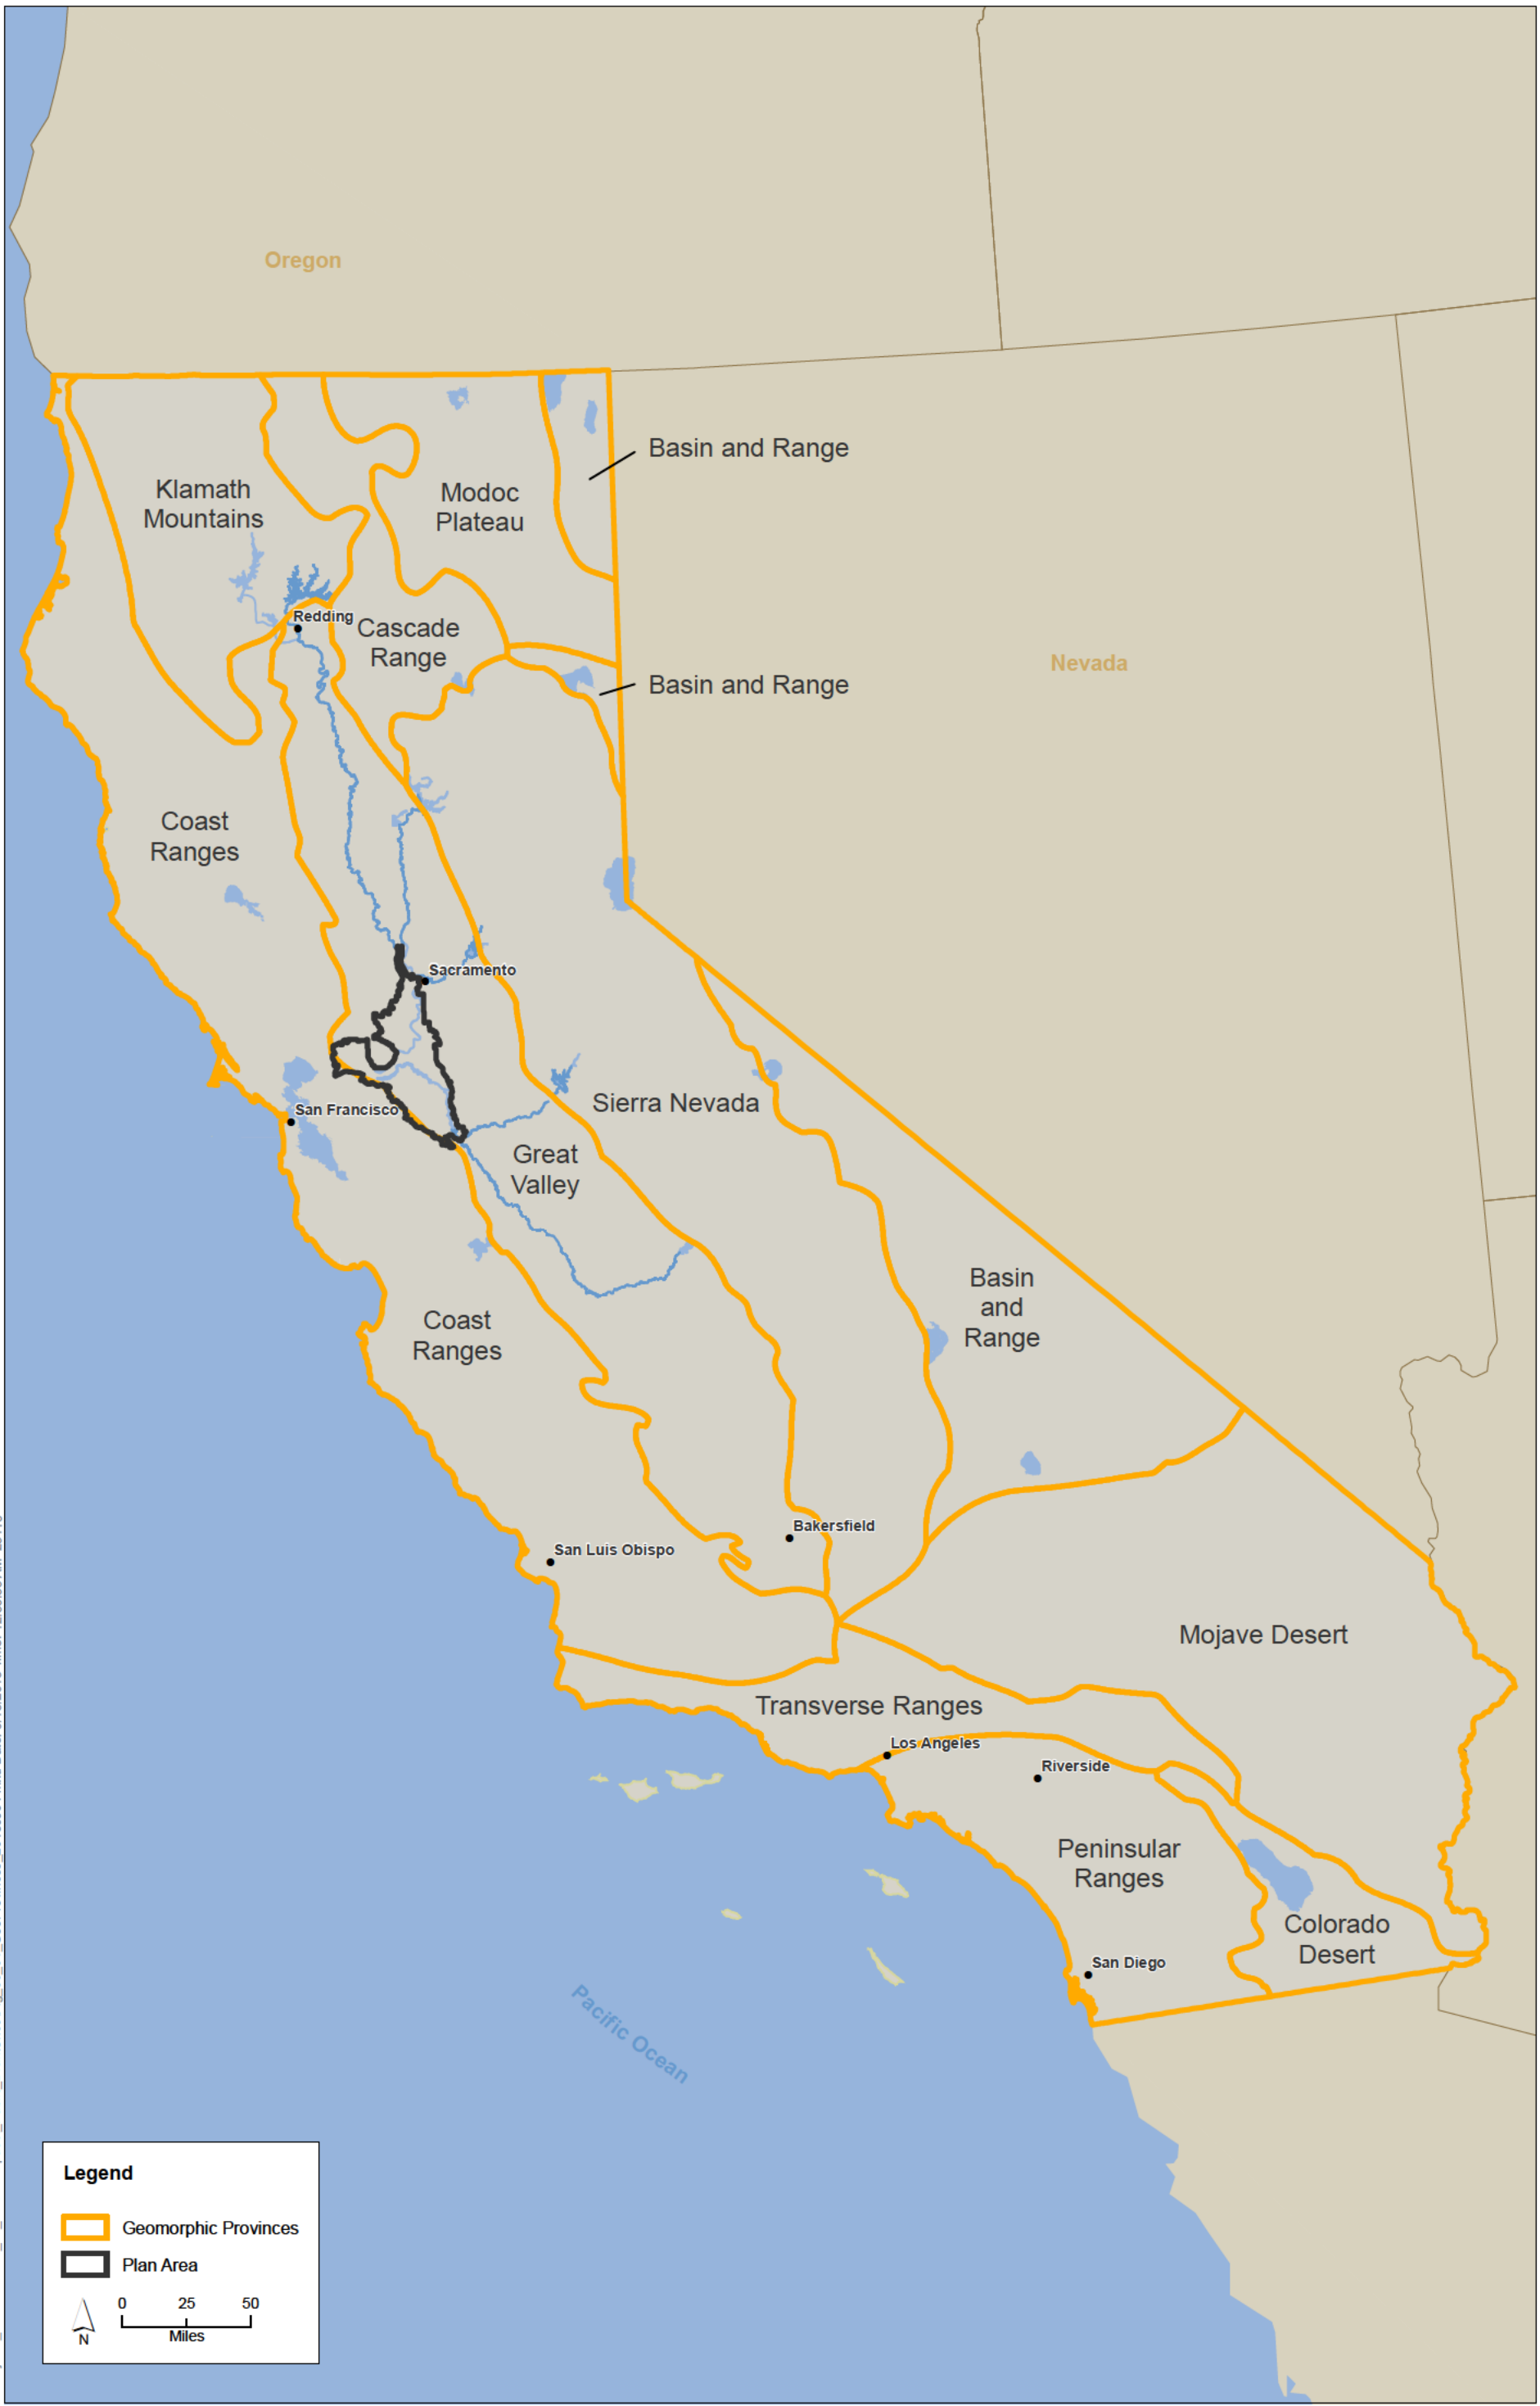 Oregon
Basin and Range
Klamath
Mountains
Modoc
Plateau
Redding
Cascade
Range
Nevada
Basin and Range
Coast
Ranges
Sacramento
San Francisco
Sierra Nevada
Great
Valley
Basin
and
Range
Coast
Ranges
Bakersfield
San Luis Obispo
Mojave Desert
Transverse Ranges
Los Angeles
Riverside
Peninsular
Ranges
Colorado
Desert
San Diego
Pacific Ocean
Legend
Geomorphic Provinces
Plan Area
0 25 50
Miles
N